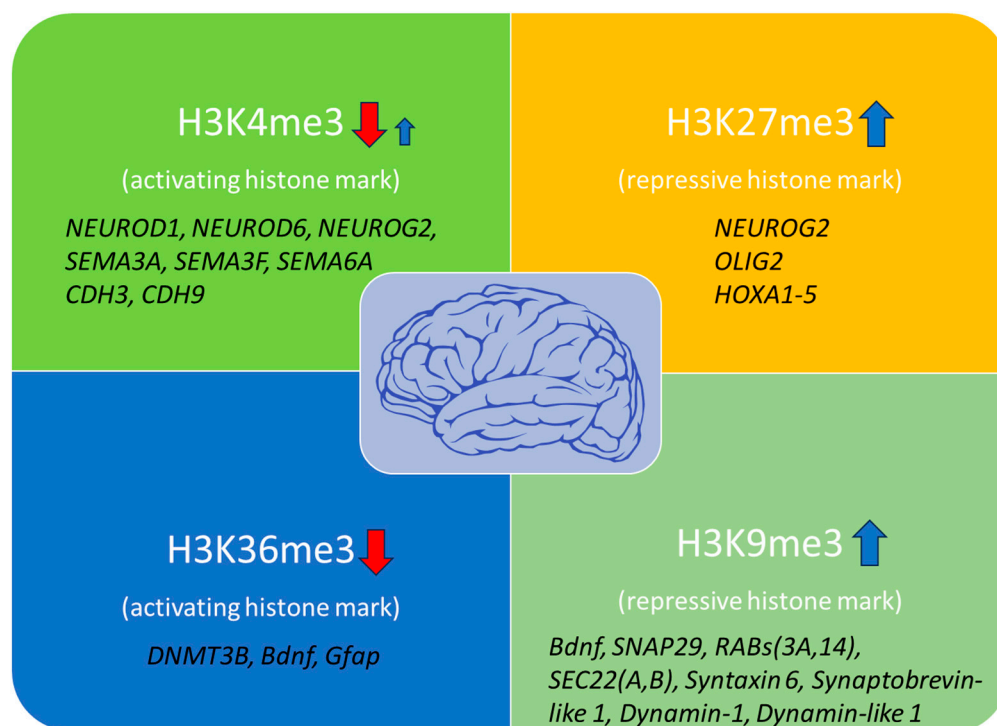 H3K4me3
(activating histone mark)
NEUROD1, NEUROD6, NEUROG2,
SEMA3A, SEMA3F, SEMA6A
CDH3, CDH9
H3K27me3
(repressive histone mark)
NEUROG2
OLIG2
HOXA1-5
H3K36me3
(activating histone mark)
DNMT3B, Bdnf, Gfap
H3K9me3
(repressive histone mark)
Bdnf, SNAP29, RABs(3A,14),
SEC22(A,B), Syntaxin 6, Synaptobrevin-
like 1, Dynamin-1, Dynamin-like 1